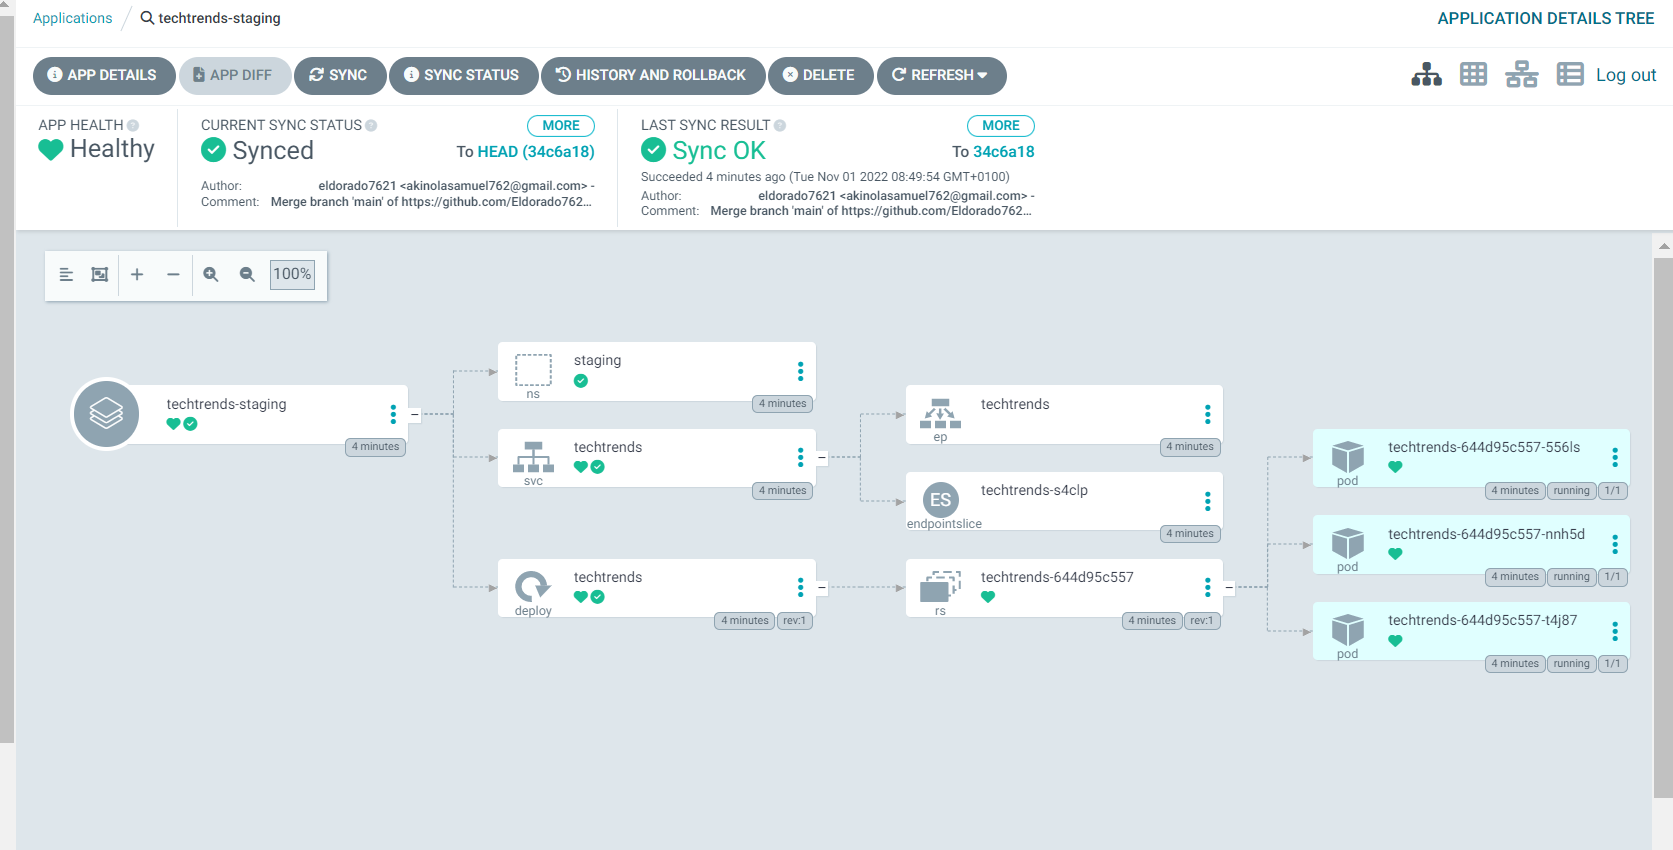 Applications / techtrends-staging
APPLICATION DETAILS TREE
APP DETAILS
APP DIFF
SYNC
SYNC STATUS
HISTORY AND ROLLBACK
DELETE
REFRESH
Log out
APP HEALTH
Healthy
CURRENT SYNC STATUS
MORE
Synced
To HEAD (34c6a18)
Author: eldorado7621 <akinolasamuel762@gmail.com> -
Comment: Merge branch 'main' of https://github.com/Eldorado762...
LAST SYNC RESULT
MORE
Sync OK
To 34c6a18
Succeeded 4 minutes ago (Tue Nov 01 2022 08:49:54 GMT+0100)
Author: eldorado7621 <akinolasamuel762@gmail.com> -
Comment: Merge branch 'main' of https://github.com/Eldorado762...
100%
techtrends-staging
4 minutes
staging
ns
4 minutes
techtrends
svc
4 minutes
techtrends
deploy
4 minutes
rev:1
techtrends
ep
4 minutes
ES
techtrends-s4clp
endpointslice
4 minutes
techtrends-644d95c557
rs
4 minutes
rev:1
techtrends-644d95c557-556ls
pod
4 minutes
running
1/1
techtrends-644d95c557-nnh5d
pod
4 minutes
running
1/1
techtrends-644d95c557-t4j87
pod
4 minutes
running
1/1